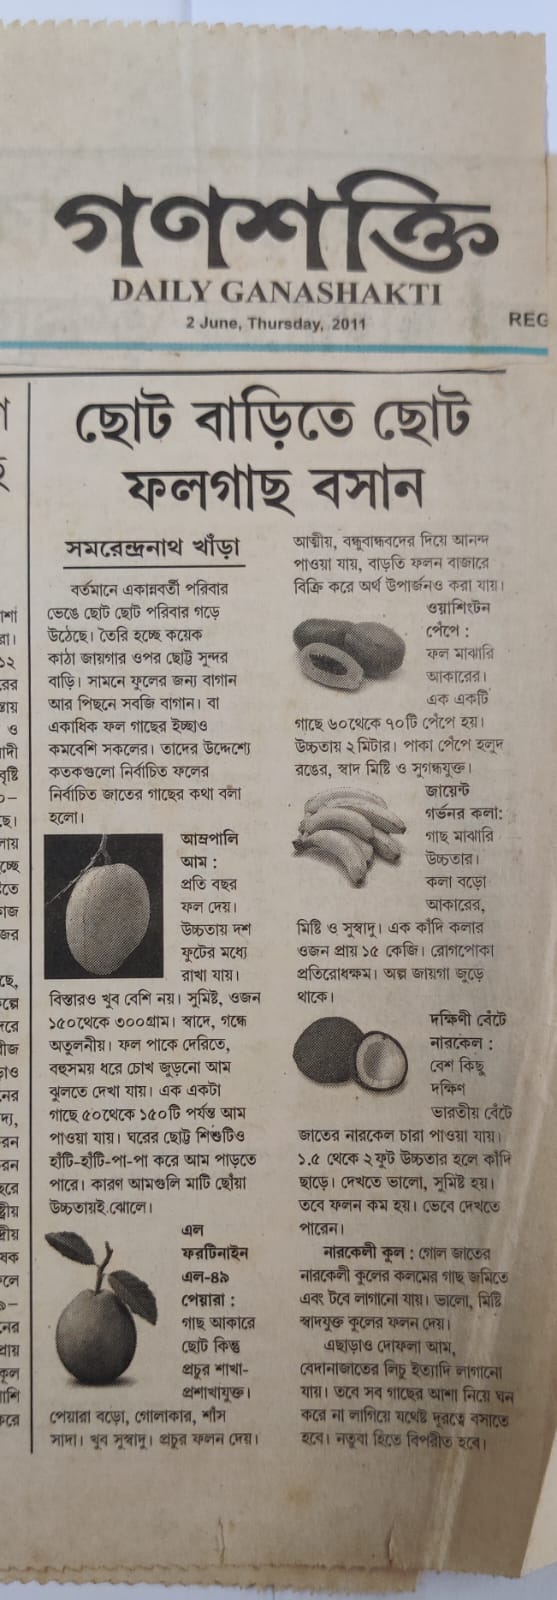 গণশক্তি
DAILY GANASHAKTI
2 June, Thursday, 2011
REG
ছোট বাড়িতে ছোট
ফলগাছ বসান
সমরেন্দ্রনাথ খাঁড়া
বর্তমানে একান্নবর্তী পরিবার
ভেঙে ছোট ছোট পরিবার গড়ে
উঠেছে। তৈরি হচ্ছে কয়েক
কাঠা জায়গার ওপর ছোট্ট সুন্দর
বাড়ি। সামনে ফুলের জন্য বাগান
আর পিছনে সবজি বাগান। বা
একাধিক ফল গাছের ইচ্ছাও
কমবেশি সকলের। তাদের উদ্দেশ্যে
কতকগুলো নির্বাচিত ফলের
নির্বাচিত জাতের গাছের কথা বলা
হলো।
আম্রপালি
আম :
প্রতি বছর
ফল দেয়।
উচ্চতায় দশ
ফুটের মধ্যে
রাখা যায়।
বিস্তারও খুব বেশি নয়। সুমিষ্ট, ওজন
১৫০থেকে ৩০০গ্রাম। স্বাদে, গন্ধে
অতুলনীয়। ফল পাকে দেরিতে,
বহুসময় ধরে চোখ জুড়নো আম
ঝুলতে দেখা যায়। এক একটা
গাছে ৫০থেকে ১৫০টি পর্যন্ত আম
পাওয়া যায়। ঘরের ছোট্ট শিশুটিও
হাঁটি-হাঁটি-পা-পা করে আম পাড়তে
পারে। কারণ আমগুলি মাটি ছোঁয়া
উচ্চতায়ই ঝোলে।
এল
ফরটিনাইন
এল-৪৯
পেয়ারা :
গাছ আকারে
ছোট কিন্তু
প্রচুর শাখা-
প্রশাখাযুক্ত।
পেয়ারা বড়ো, গোলাকার, শাঁস
সাদা। খুব সুস্বাদু। প্রচুর ফলন দেয়।
আত্মীয়, বন্ধুবান্ধবদের দিয়ে আনন্দ
পাওয়া যায়, বাড়তি ফলন বাজারে
বিক্রি করে অর্থ উপার্জনও করা যায়।
ওয়াশিংটন
পেঁপে :
ফল মাঝারি
আকারের।
এক একটি
গাছে ৬০থেকে ৭০টি পেঁপে হয়।
উচ্চতায় ২ মিটার। পাকা পেঁপে হলুদ
রঙের, স্বাদ মিষ্টি ও সুগন্ধযুক্ত।
জায়েন্ট
গর্ভনর কলা:
গাছ মাঝারি
উচ্চতার।
কলা বড়ো
আকারের,
মিষ্টি ও সুস্বাদু। এক কাঁদি কলার
ওজন প্রায় ১৫ কেজি। রোগপোকা
প্রতিরোধক্ষম। অল্প জায়গা জুড়ে
থাকে।
দক্ষিণী বেঁটে
নারকেল :
বেশ কিছু
দক্ষিণ
ভারতীয় বেঁটে
জাতের নারকেল চারা পাওয়া যায়।
১.৫ থেকে ২ ফুট উচ্চতার হলে কাঁদি
ছাড়ে। দেখতে ভালো, সুমিষ্ট হয়।
তবে ফলন কম হয়। ভেবে দেখতে
পারেন।
নারকেলী কুল : গোল জাতের
নারকেলী কুলের কলমের গাছ জমিতে
এবং টবে লাগানো যায়। ভালো, মিষ্টি
স্বাদযুক্ত কুলের ফলন দেয়।
এছাড়াও দোফলা আম,
বেদানাজাতের লিচু ইত্যাদি লাগানো
যায়। তবে সব গাছের আশা নিয়ে ঘন
করে না লাগিয়ে যথেষ্ট দূরত্বে বসাতে
হবে। নতুবা হিতে বিপরীত হবে।